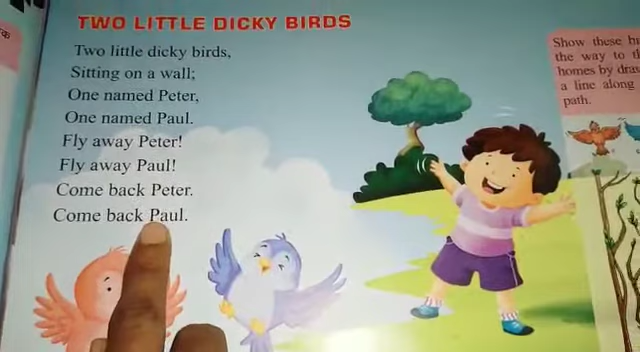 TWO LITTLE DICKY BIRDS
Two little dicky birds,
Sitting on a wall;
One named Peter,
One named Paul.
Fly away Peter!
Fly away Paul!
Come back Peter.
Come back Paul.
Show these
the way to
homes by
a line along
path.